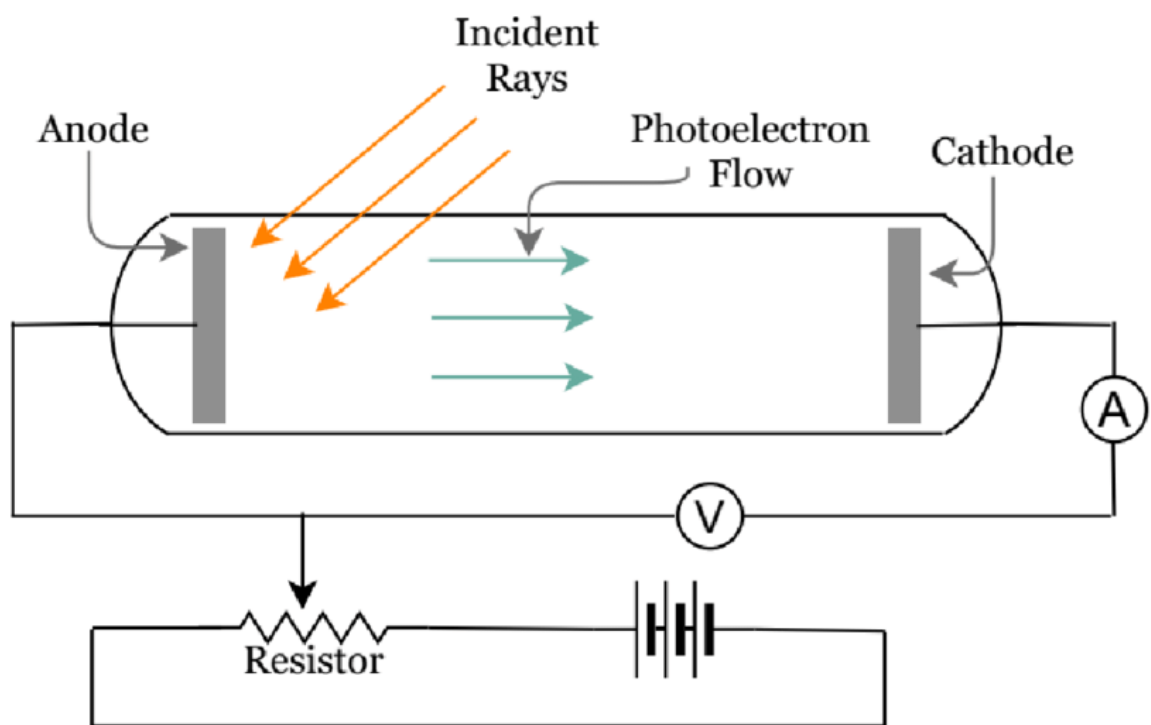 Incident
Rays
Anode
Photoelectron
Flow
Cathode
A
V
Resistor